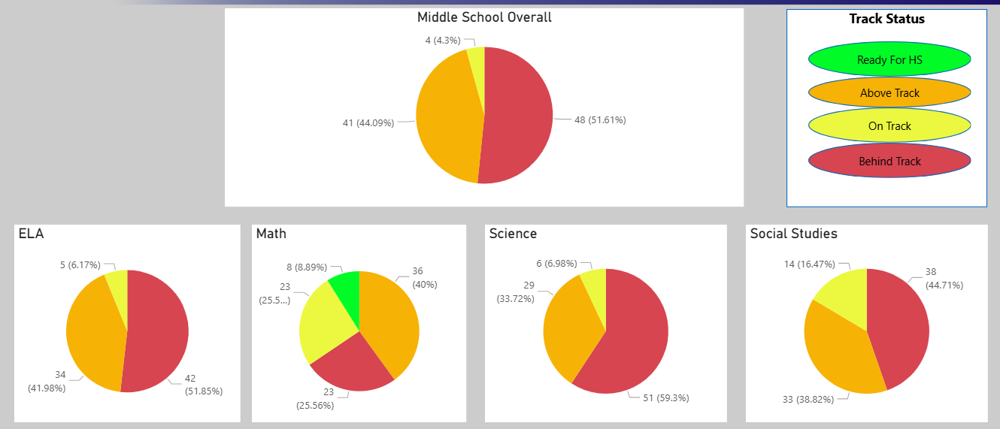 Middle School Overall
4 (4.3%)
41 (44.09%)
48 (51.61%)
Track Status
Ready For HS
Above Track
On Track
Behind Track
ELA
5 (6.17%)
34
(41.98%)
42
(51.85%)
Math
8 (8.89%)
36
(40%)
23
(25.5...)
23
(25.56%)
Science
6 (6.98%)
29
(33.72%)
51 (59.3%)
Social Studies
14 (16.47%)
38
(44.71%)
33 (38.82%)